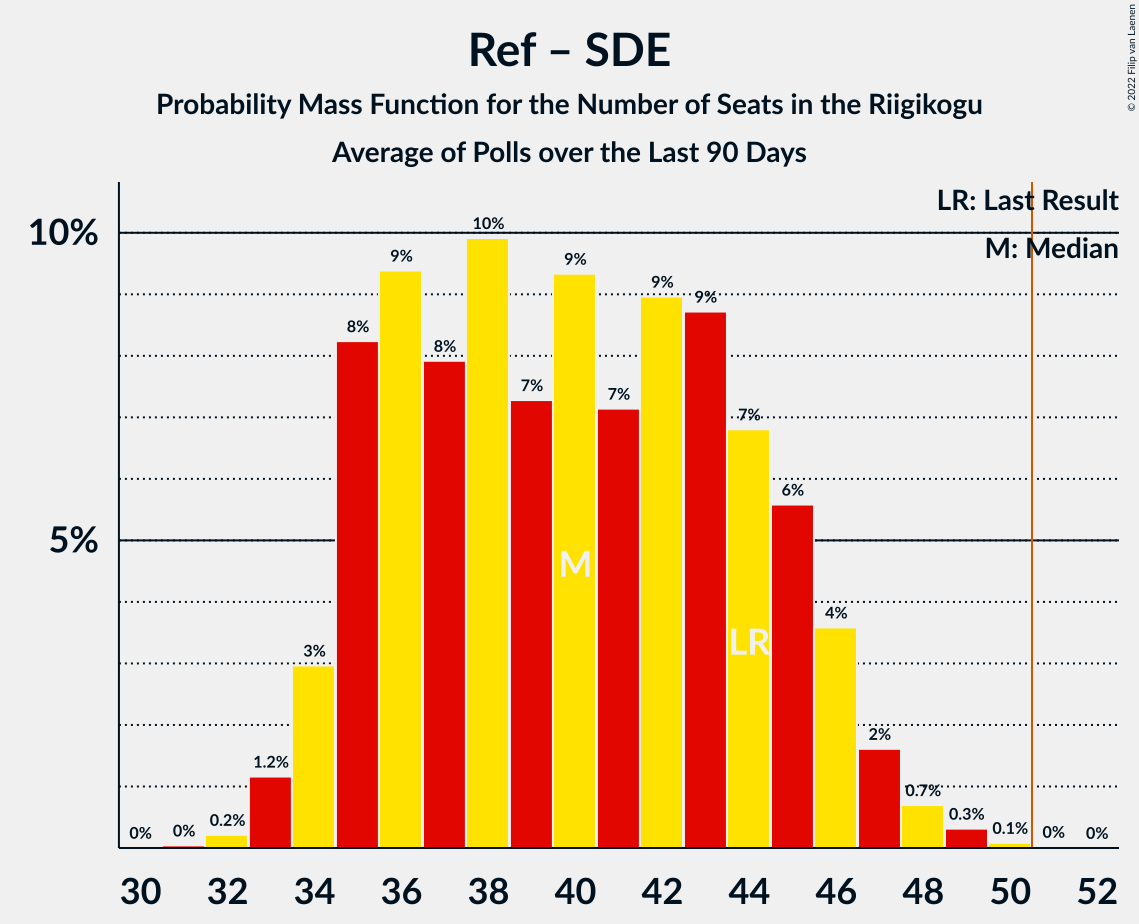 Ref – SDE
Probability Mass Function for the Number of Seats in the Riigikogu
Average of Polls over the Last 90 Days
© 2022 Filip van Laenen
LR: Last Result
M: Median
10%
5%
0%
0%
0.2%
1.2%
3%
8%
9%
8%
10%
7%
9%
7%
9%
9%
7%
6%
4%
2%
0.7%
0.3%
0.1%
0%
0%
M
LR
30 32 34 36 38 40 42 44 46 48 50 52